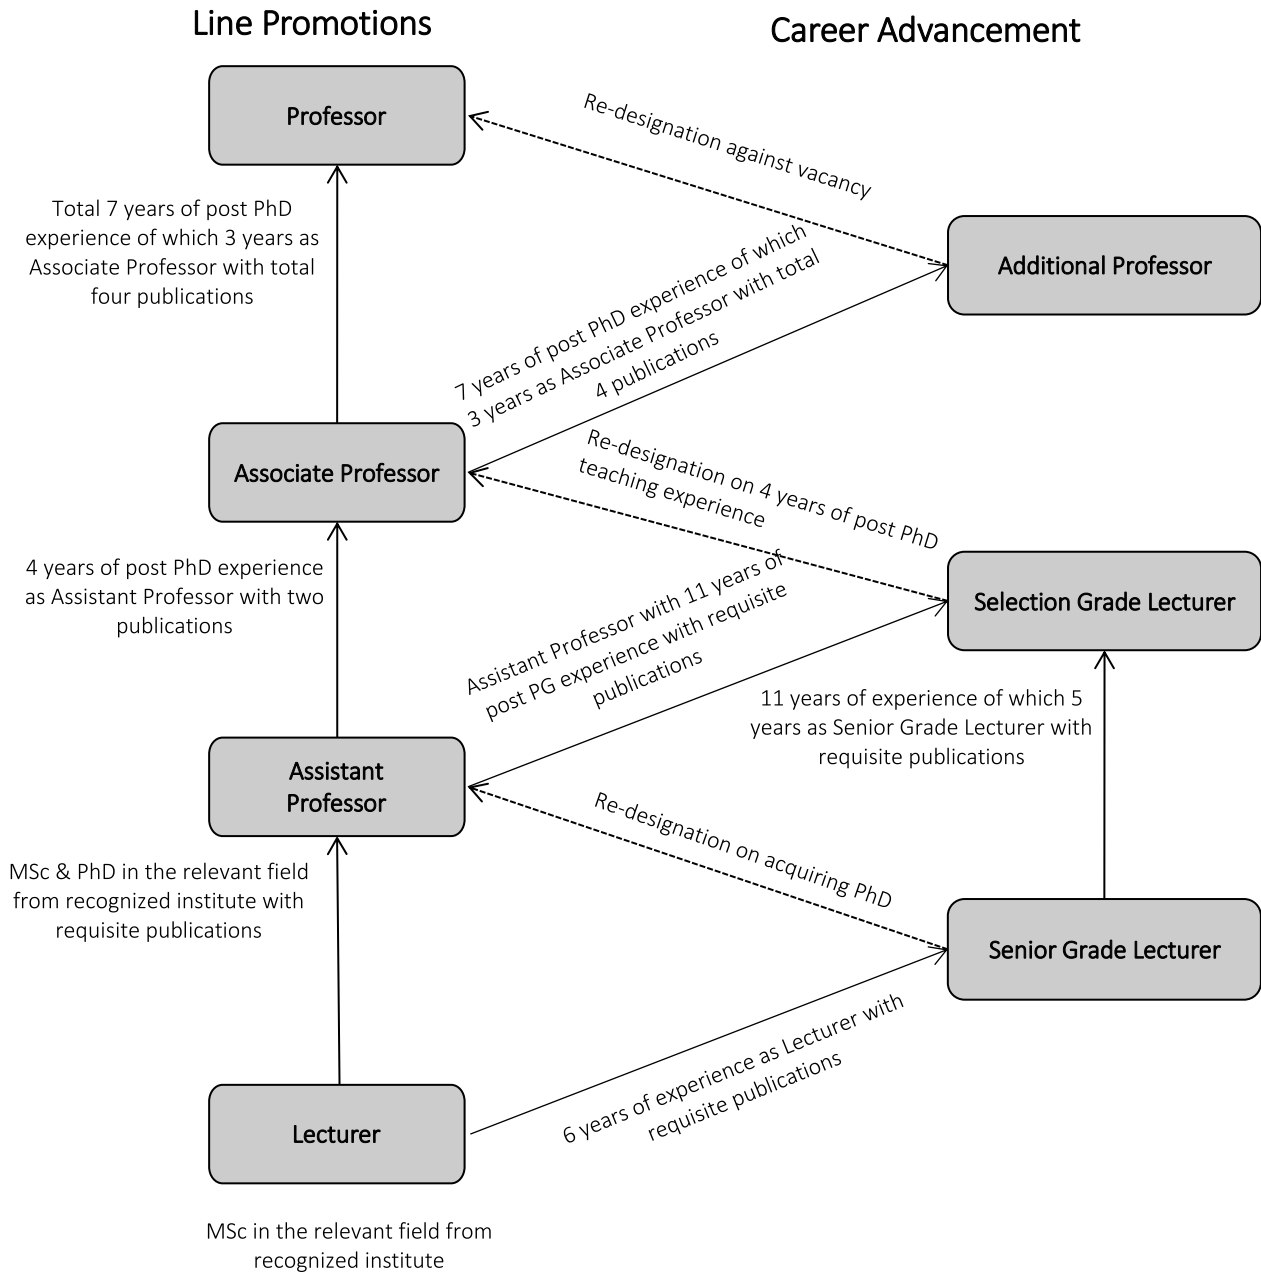 Line Promotions
Career Advancement
Professor
Re-designation against vacancy
Total 7 years of post PhD
experience of which 3 years as
Associate Professor with total
four publications
Additional Professor
7 years of post PhD experience of which
3 years as Associate Professor with total
4 publications
Associate Professor
Re-designation on 4 years of post PhD
teaching experience
4 years of post PhD experience
as Assistant Professor with two
publications
Selection Grade Lecturer
Assistant Professor with 11 years of
post PG experience with requisite
publications
11 years of experience of which 5
years as Senior Grade Lecturer with
requisite publications
Assistant
Professor
Re-designation on acquiring PhD
MSc & PhD in the relevant field
from recognized institute with
requisite publications
Senior Grade Lecturer
6 years of experience as Lecturer with
requisite publications
Lecturer
MSc in the relevant field from
recognized institute